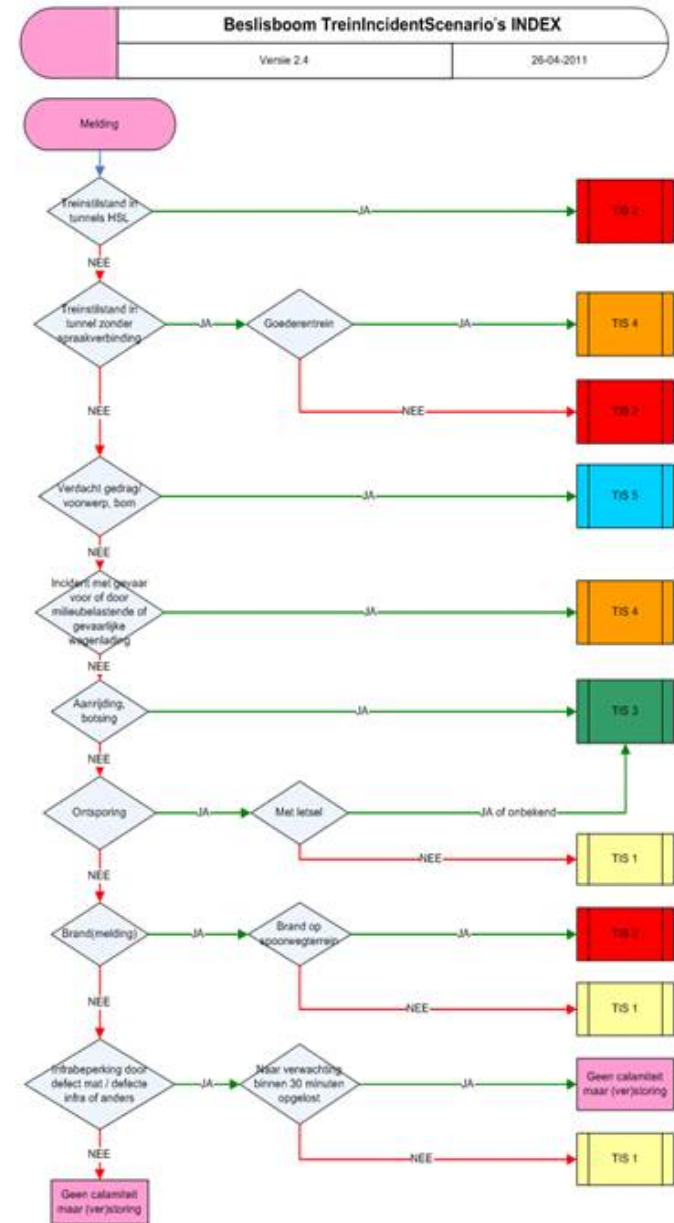 Beslisboom TreinIncidentScenario's INDEX
Versie 2.4
26-04-2011
Melding
Treinstilstand in
tunnels HSL
JA
TIS 2
NEE
Treinstilstand in
tunnel zonder
spraakverbinding
JA
Goederentrein
JA
TIS 4
NEE
TIS 2
NEE
Verdacht gedrag/
voorwerp, bom
JA
TIS 5
NEE
Incident met gevaar
voor of door
milieubelastende of
gevaarlijke
wagenlading
JA
TIS 4
NEE
Aanrijding,
botsing
JA
TIS 3
NEE
Ontsporing
JA
Met letsel
JA of onbekend
NEE
TIS 1
NEE
Brand(melding)
JA
Brand op
spoorwegterrein
JA
TIS 2
NEE
TIS 1
NEE
Infrabeperking door
defect mat / defecte
infra of anders
JA
Naar verwachting
binnen 30 minuten
opgelost
JA
Geen calamiteit
maar (ver)storing
NEE
TIS 1
NEE
Geen calamiteit
maar (ver)storing